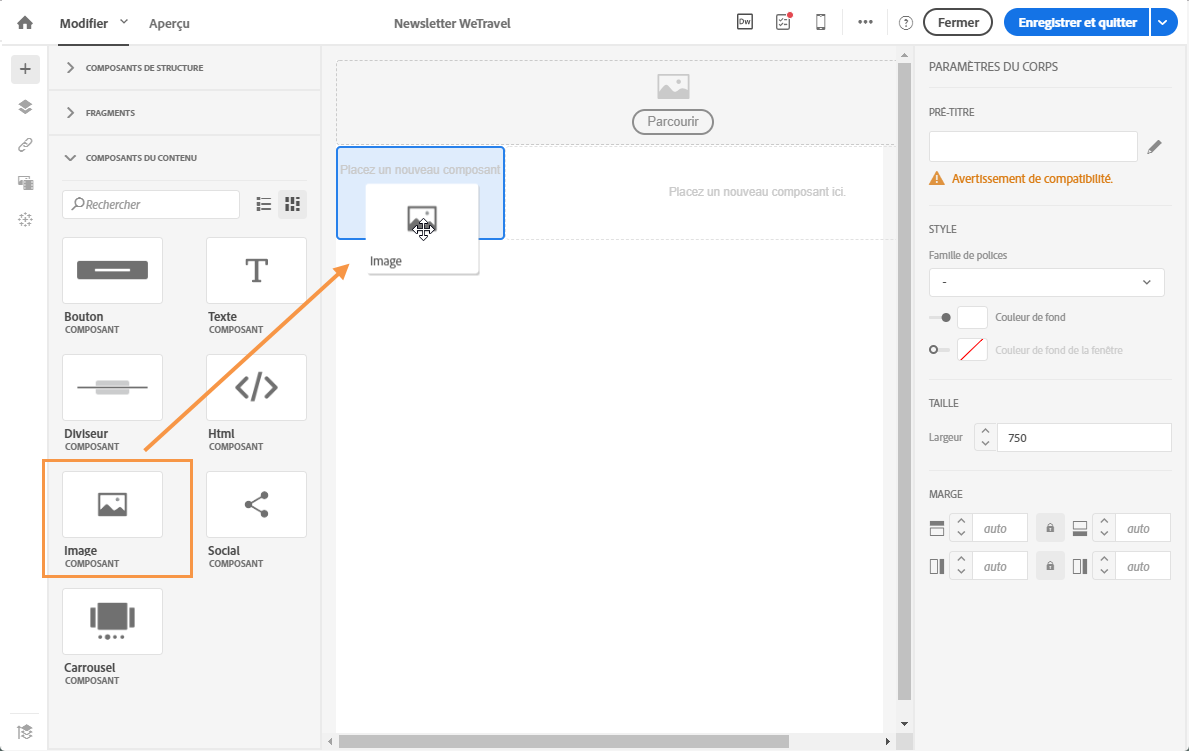 Modifier
Aperçu
Newsletter WeTravel
Dw
?
Fermer
Enregistrer et quitter
COMPOSANTS DE STRUCTURE
FRAGMENTS
COMPOSANTS DU CONTENU
Rechercher
Bouton
COMPOSANT
Texte
COMPOSANT
Diviseur
COMPOSANT
Html
COMPOSANT
Image
COMPOSANT
Social
COMPOSANT
Carrousel
COMPOSANT
Parcourir
Placez un nouveau composant
Image
Placez un nouveau composant ici.
PARAMÈTRES DU CORPS
PRÉ-TITRE
Avertissement de compatibilité.
STYLE
Famille de polices
-
Couleur de fond
Couleur de fond de la fenêtre
TAILLE
Largeur
750
MARGE
auto
auto
auto
auto